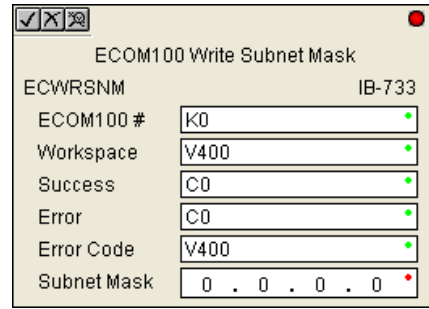 ECOM100 Write Subnet Mask
ECWRSNM IB-733
ECOM100 # K0
Workspace V400
Success C0
Error C0
Error Code V400
Subnet Mask 0 . 0 . 0 . 0